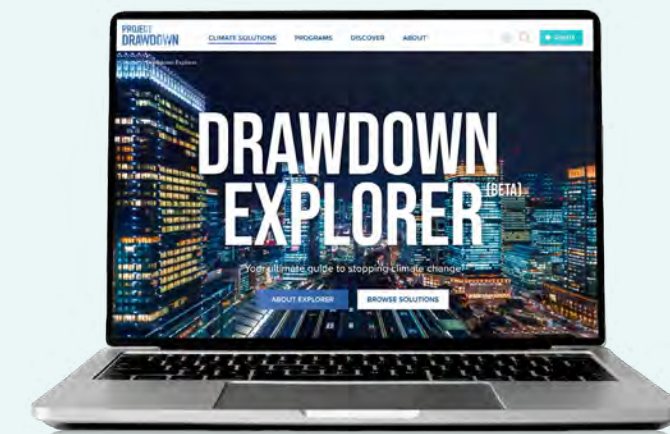 PROJECT
DRAWDOWN
CLIMATE SOLUTIONS PROGRAMS DISCOVER ABOUT
DRAWDOWN
EXPLORER (BETA)
Your ultimate guide to stopping climate change
ABOUT EXPLORER BROWSE SOLUTIONS